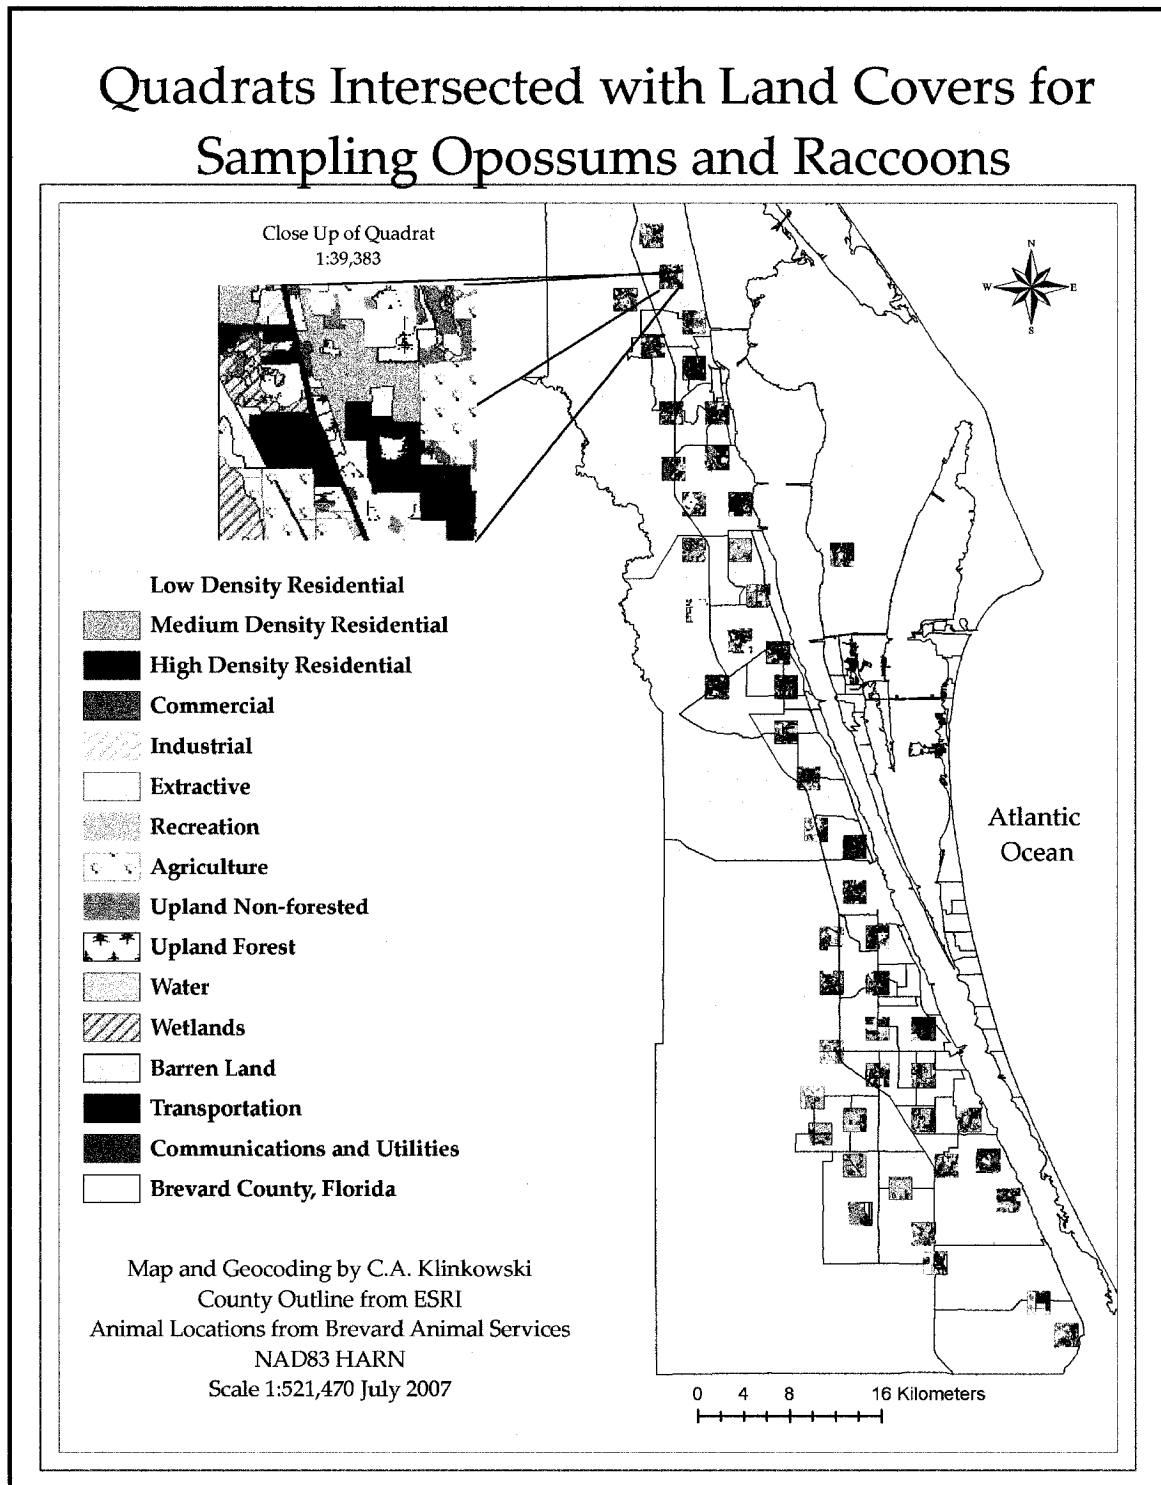 Quadrats Intersected with Land Covers for
Sampling Opossums and Raccoons
Close Up of Quadrat
1:39,383
N
W
E
S
Low Density Residential
Medium Density Residential
High Density Residential
Commercial
Industrial
Extractive
Recreation
Agriculture
Upland Non-forested
Upland Forest
Water
Wetlands
Barren Land
Transportation
Communications and Utilities
Brevard County, Florida
Atlantic
Ocean
Map and Geocoding by C.A. Klinkowski
County Outline from ESRI
Animal Locations from Brevard Animal Services
NAD83 HARN
Scale 1:521,470 July 2007
0 4 8 16 Kilometers